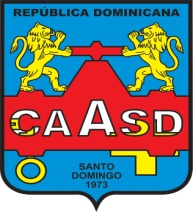 REPÚBLICA DOMINICANA
CAASD
SANTO
DOMINGO
1973